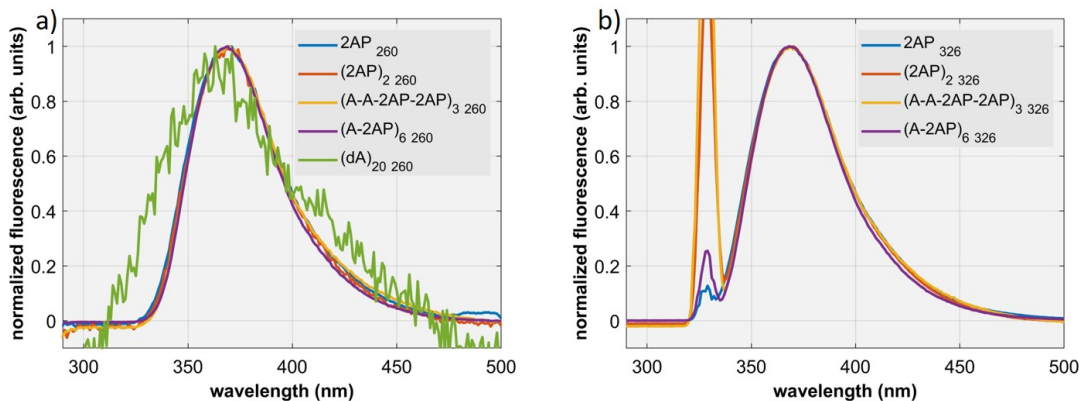 a)
normalized fluorescence (arb. units)
1
0.8
0.6
0.4
0.2
0
300
350
400
450
500
wavelength (nm)
2AP 260
(2AP)2 260
(A-A-2AP-2AP)3 260
(A-2AP)6 260
(dA)20 260
b)
normalized fluorescence (arb. units)
1
0.8
0.6
0.4
0.2
0
300
350
400
450
500
wavelength (nm)
2AP 326
(2AP)2 326
(A-A-2AP-2AP)3 326
(A-2AP)6 326